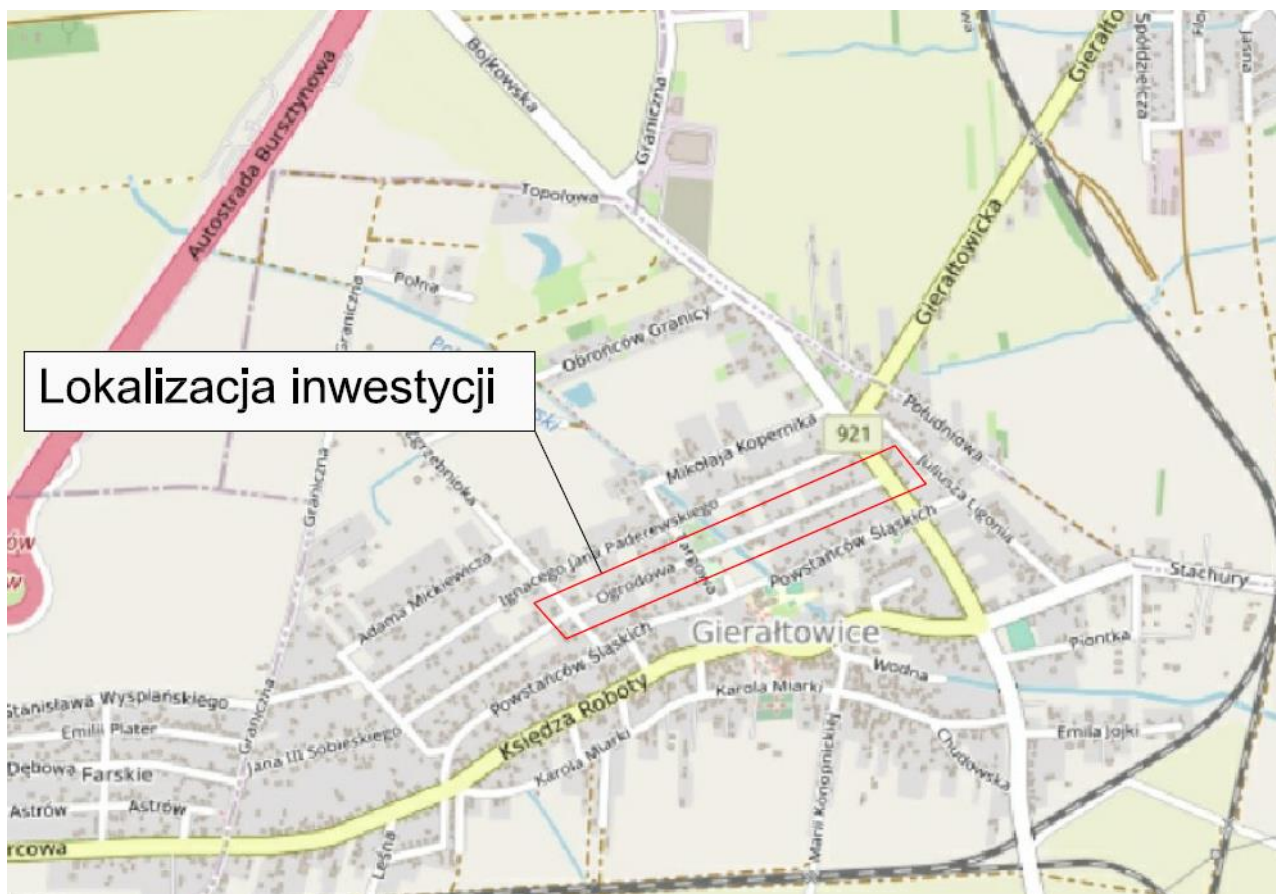 Bojkowska
Graniczna
Spółdzielcza
Jasna
Autostrada Bursztynowa
Topolowa
Polna
Graniczna
Gierałtowicka
Obrońców Granicy
Lokalizacja inwestycji
Mikołaja Kopernika
921
Południowa
Juliusza Ligonia
Graniczna
Ignacego Jana Paderewskiego
Ogrodowa
Powstańców Śląskich
Adama Mickiewicza
Stachury
Gierałtowice
Piontka
Powstańców Śląskich
Wodna
Księdza Roboty
Karola Miarki
Stanisława Wyspiańskiego
Emilii Plater
Graniczna
Jana III Sobieskiego
Karola Miarki
Emila Jojki
Chudowska
Dębowa
Farskie
Astrów
Astrów
Marii Konopnickiej
Leśna
rcowa